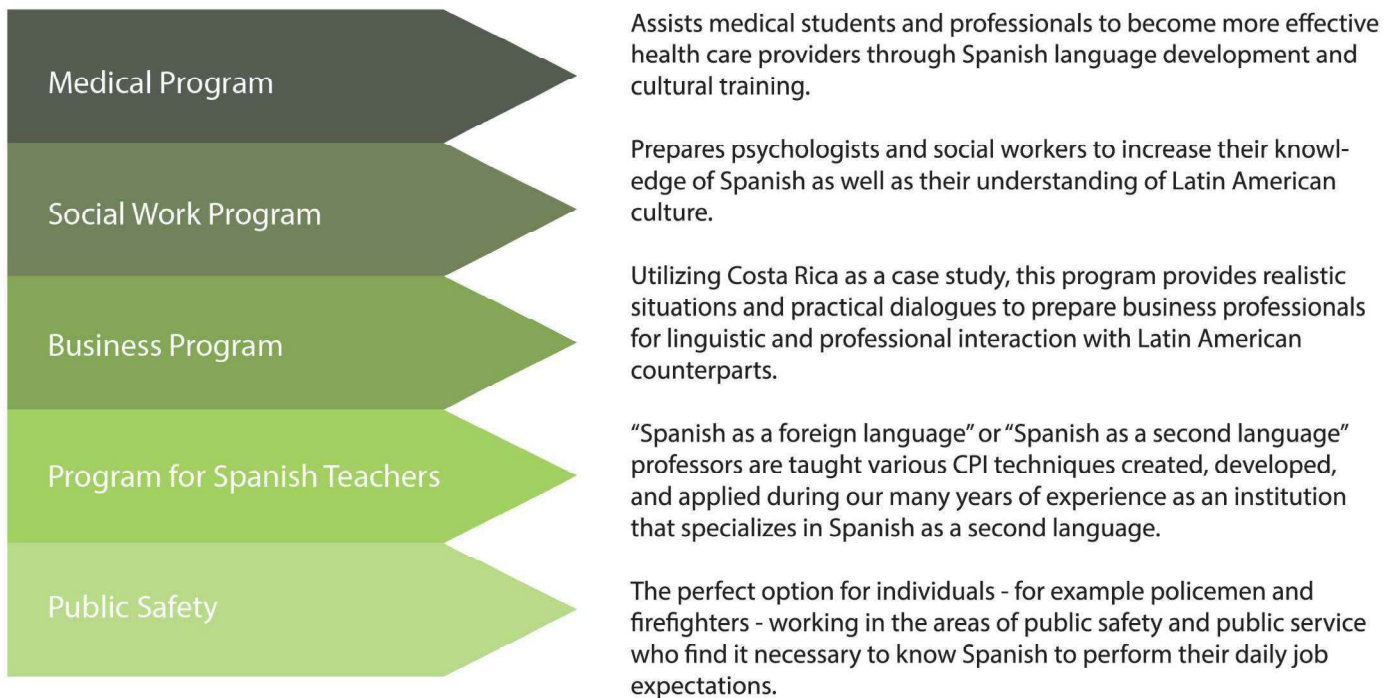 Medical Program
Assists medical students and professionals to become more effective
health care providers through Spanish language development and
cultural training.
Social Work Program
Prepares psychologists and social workers to increase their knowl-
edge of Spanish as well as their understanding of Latin American
culture.
Business Program
Utilizing Costa Rica as a case study, this program provides realistic
situations and practical dialogues to prepare business professionals
for linguistic and professional interaction with Latin American
counterparts.
Program for Spanish Teachers
“Spanish as a foreign language” or “Spanish as a second language”
professors are taught various CPI techniques created, developed,
and applied during our many years of experience as an institution
that specializes in Spanish as a second language.
Public Safety
The perfect option for individuals - for example policemen and
firefighters - working in the areas of public safety and public service
who find it necessary to know Spanish to perform their daily job
expectations.